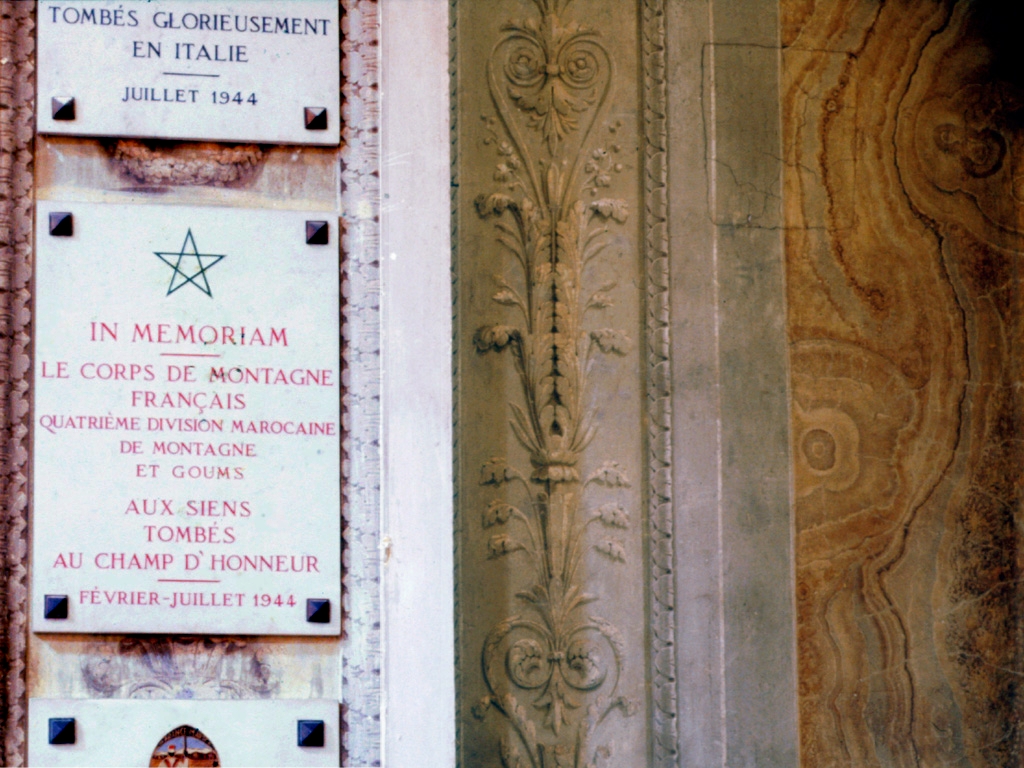 TOMBÉS GLORIEUSEMENT
EN ITALIE
JUILLET 1944
IN MEMORIAM
LE CORPS DE MONTAGNE
FRANÇAIS
QUATRIÈME DIVISION MAROCAINE
DE MONTAGNE
ET GOUMS
AUX SIENS
TOMBÉS
AU CHAMP D'HONNEUR
FÉVRIER-JUILLET 1944